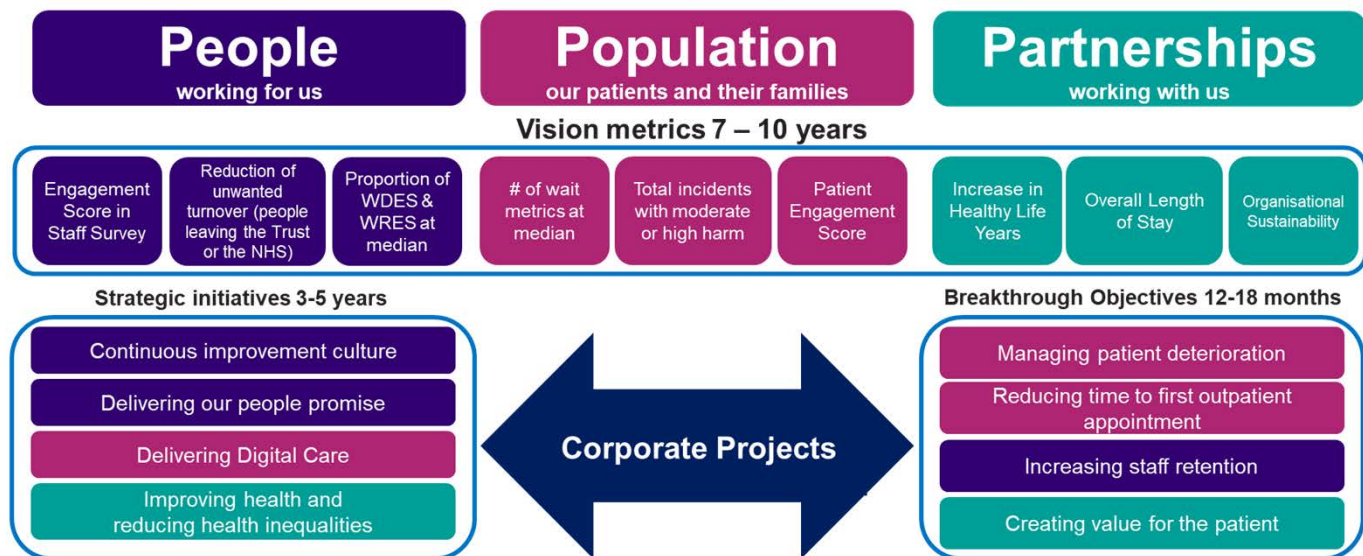 People
working for us
Population
our patients and their families
Partnerships
working with us
Vision metrics 7 – 10 years
Engagement
Score in
Staff Survey
Reduction of
unwanted
turnover (people
leaving the Trust
or the NHS)
Proportion of
WDES &
WRES at
median
# of wait
metrics at
median
Total incidents
with moderate
or high harm
Patient
Engagement
Score
Increase in
Healthy Life
Years
Overall Length
of Stay
Organisational
Sustainability
Strategic initiatives 3-5 years
Continuous improvement culture
Delivering our people promise
Delivering Digital Care
Improving health and
reducing health inequalities
Corporate Projects
Breakthrough Objectives 12-18 months
Managing patient deterioration
Reducing time to first outpatient
appointment
Increasing staff retention
Creating value for the patient